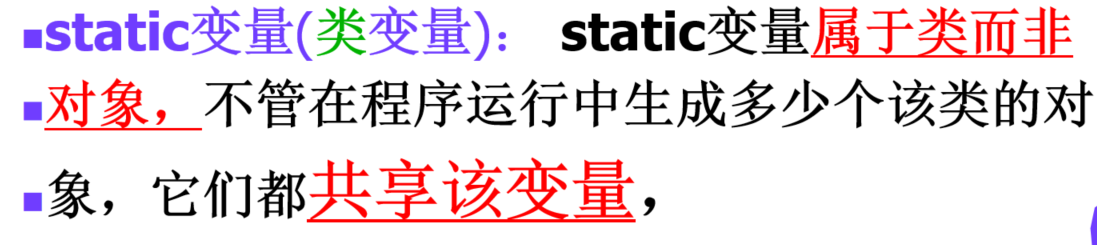 ▪static变量(类变量)： static变量属于类而非
▪对象，不管在程序运行中生成多少个该类的对
▪象，它们都共享该变量，